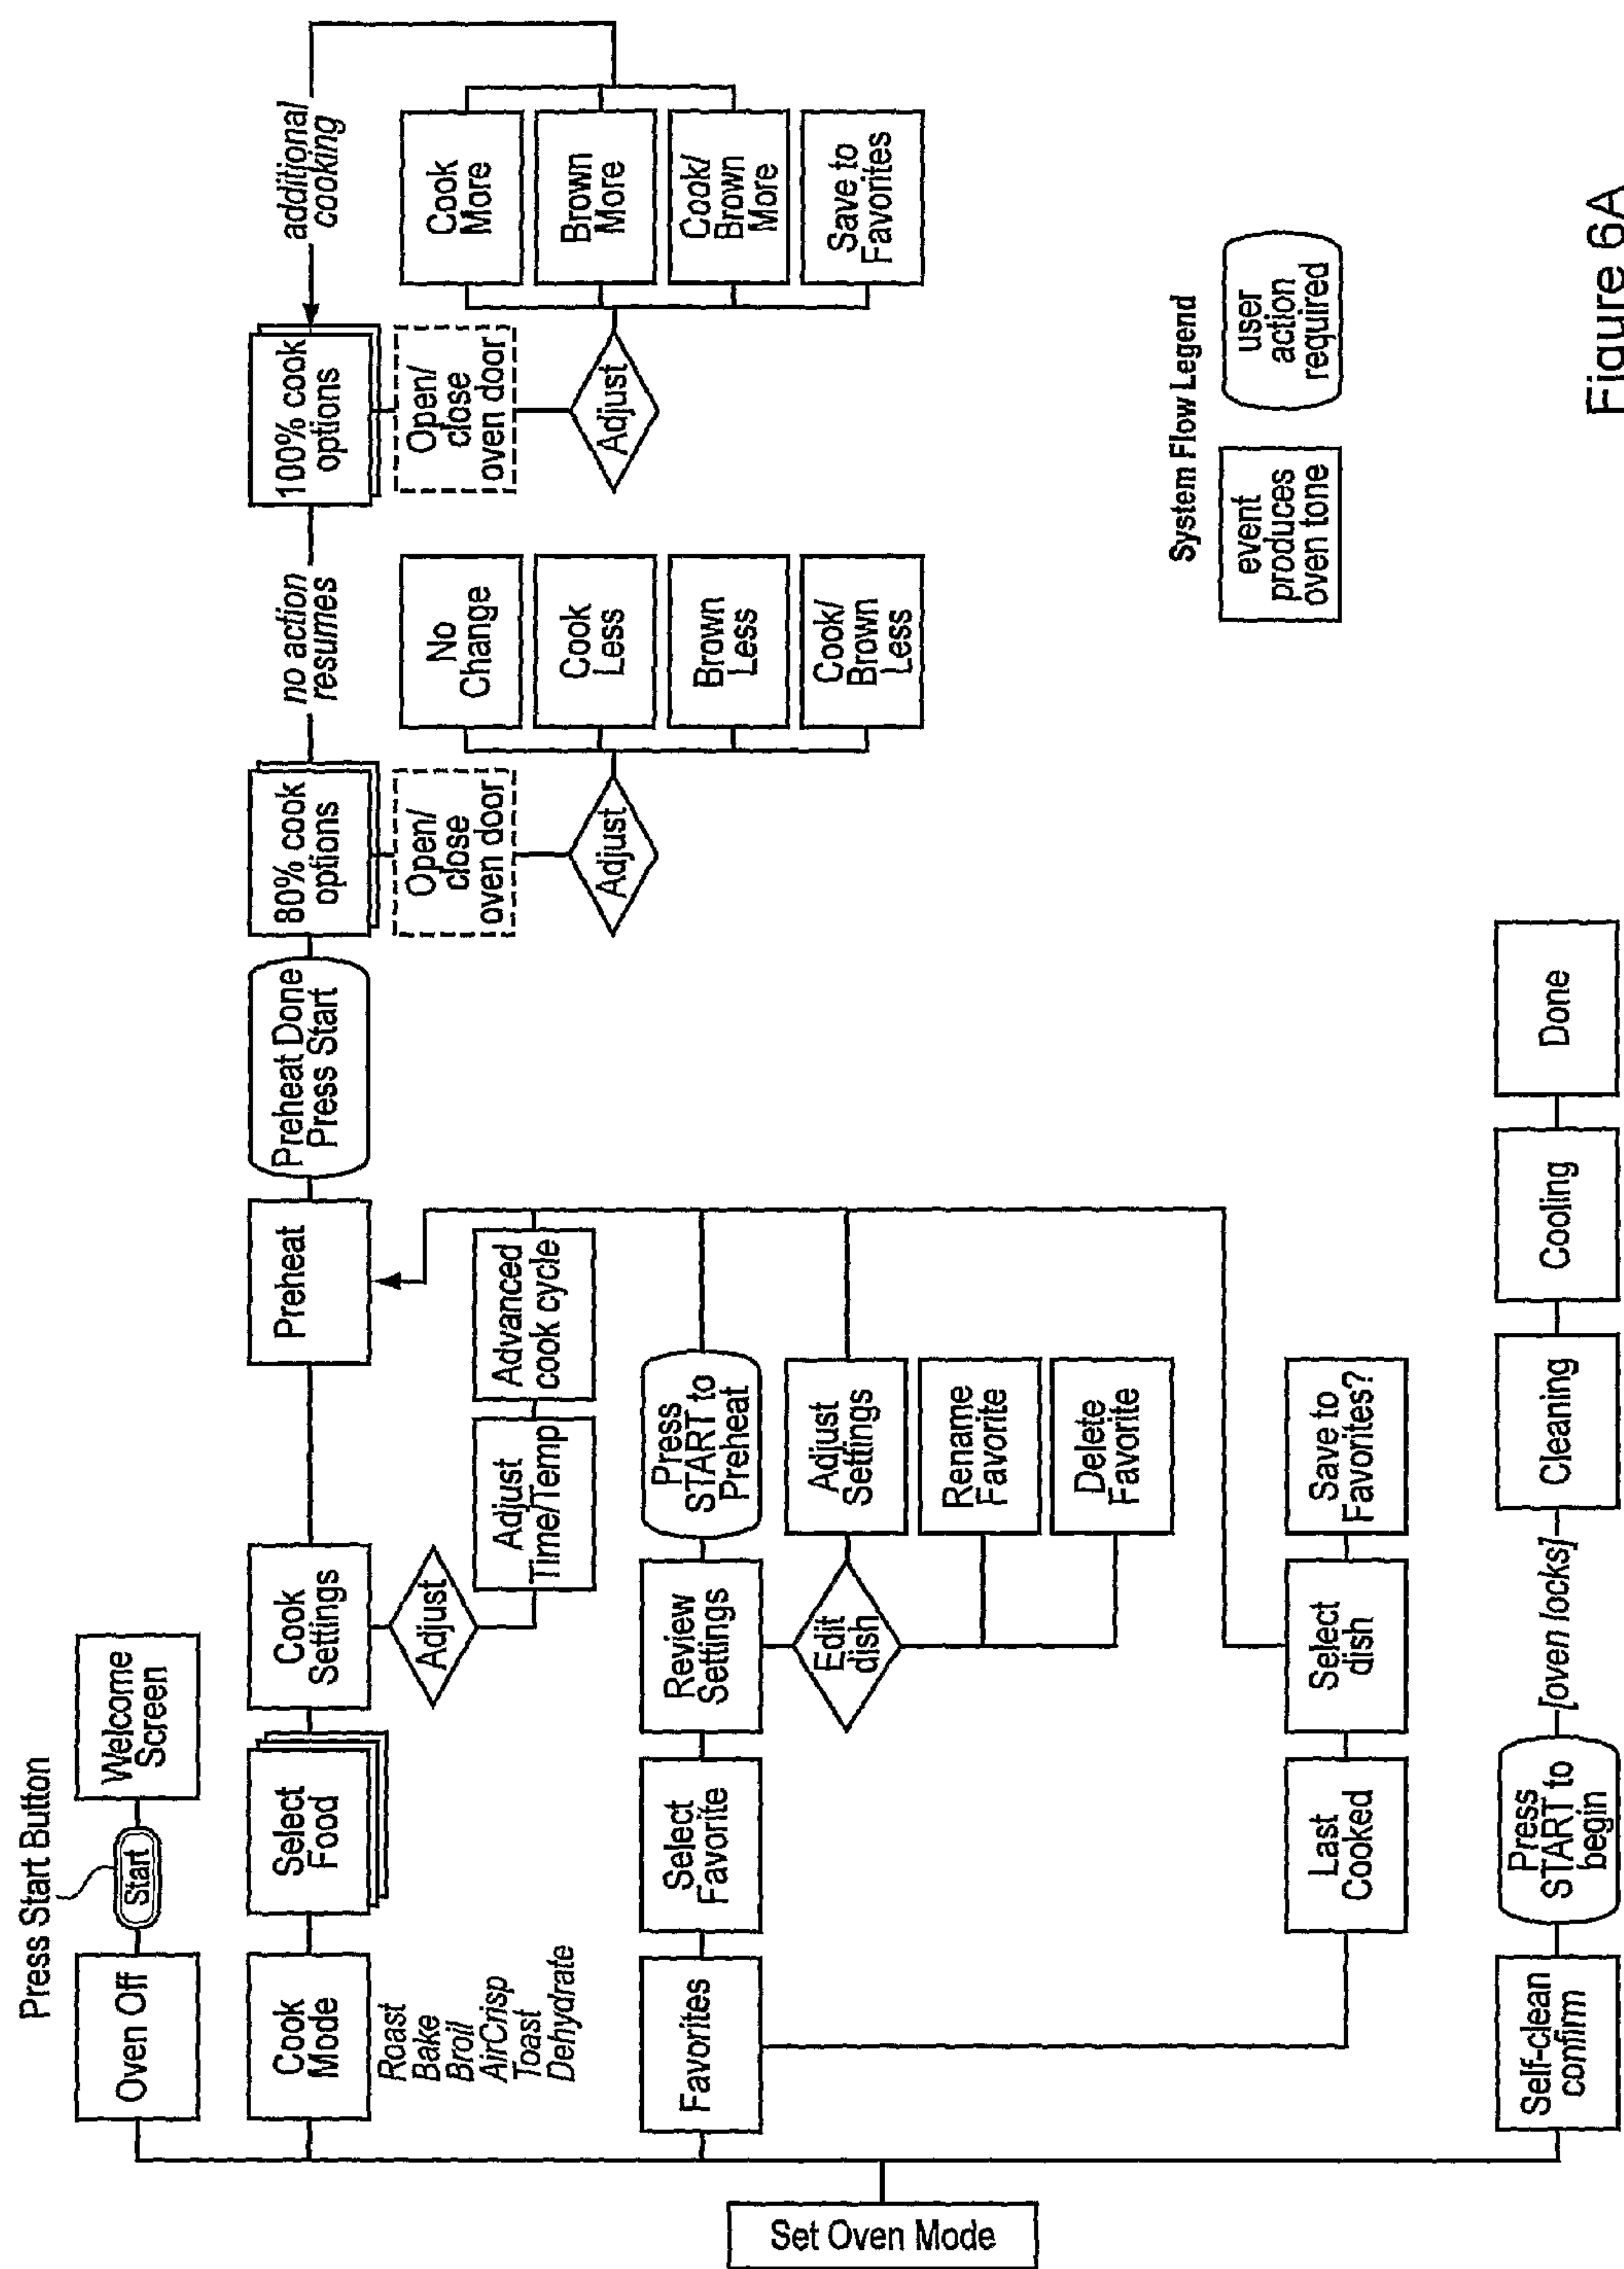 Press Start Button
Oven Off
Start
Welcome
Screen
Cook
Mode
Roast
Bake
Broil
AirCrisp
Toast
Dehydrate
Select
Food
Cook
Settings
Adjust
Adjust
Time/Temp
Advanced
cook cycle
Preheat
Preheat Done
Press Start
80% cook
options
Open/
close
oven door
Adjust
No
Change
Cook
Less
Brown
Less
Cook/
Brown
Less
no action
resumes
100% cook
options
Open/
close
oven door
Adjust
Cook
More
Brown
More
Cook/
Brown
More
Save to
Favorites
additional
cooking
Favorites
Select
Favorite
Review
Settings
Press
START to
Preheat
Edit
dish
Adjust
Settings
Rename
Favorite
Delete
Favorite
Last
Cooked
Select
dish
Save to
Favorites?
Set Oven Mode
Self-clean
confirm
Press
START to
begin
[oven locks]
Cleaning
Cooling
Done
System Flow Legend
event
produces
oven tone
user
action
required
Figure 6A